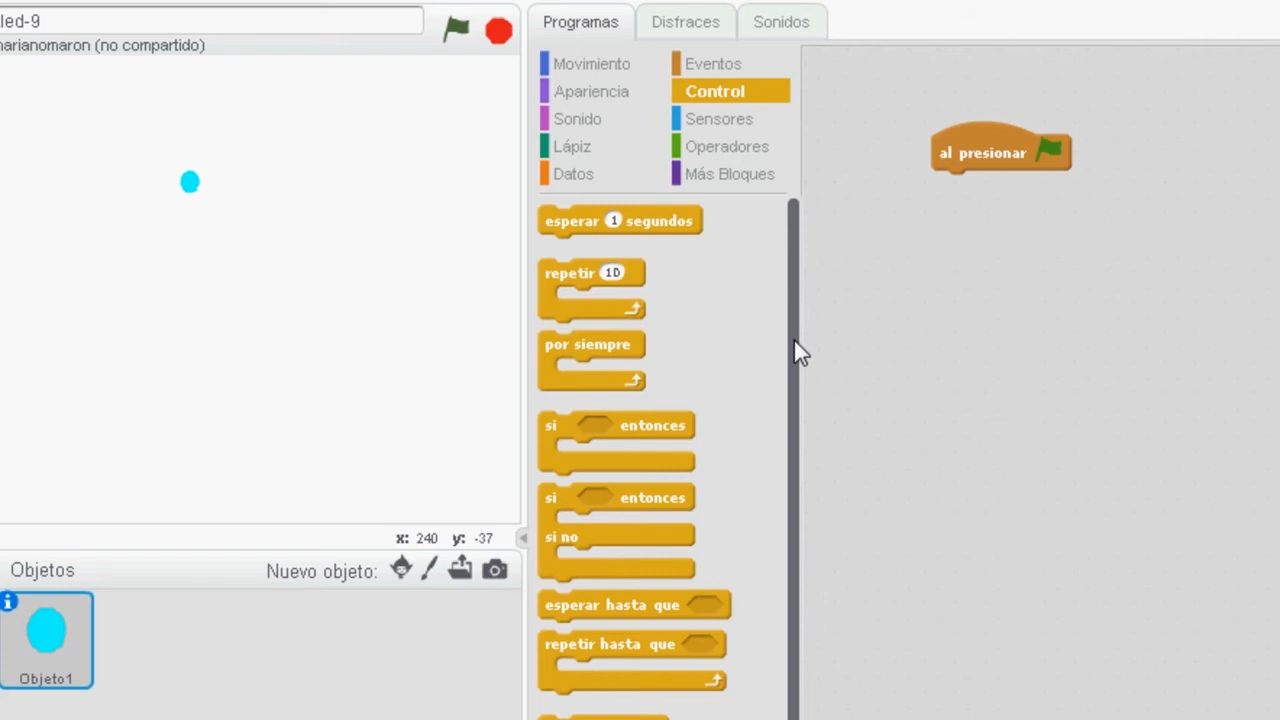 led-9
marianomaron (no compartido)
x: 240 y: -37
Objetos
Nuevo objeto:
Objeto1
Programas
Disfraces
Sonidos
Movimiento
Eventos
Apariencia
Control
Sonido
Sensores
Lápiz
Operadores
Datos
Más Bloques
esperar 1 segundos
repetir 10
por siempre
si entonces
si entonces
si no
esperar hasta que
repetir hasta que
al presionar